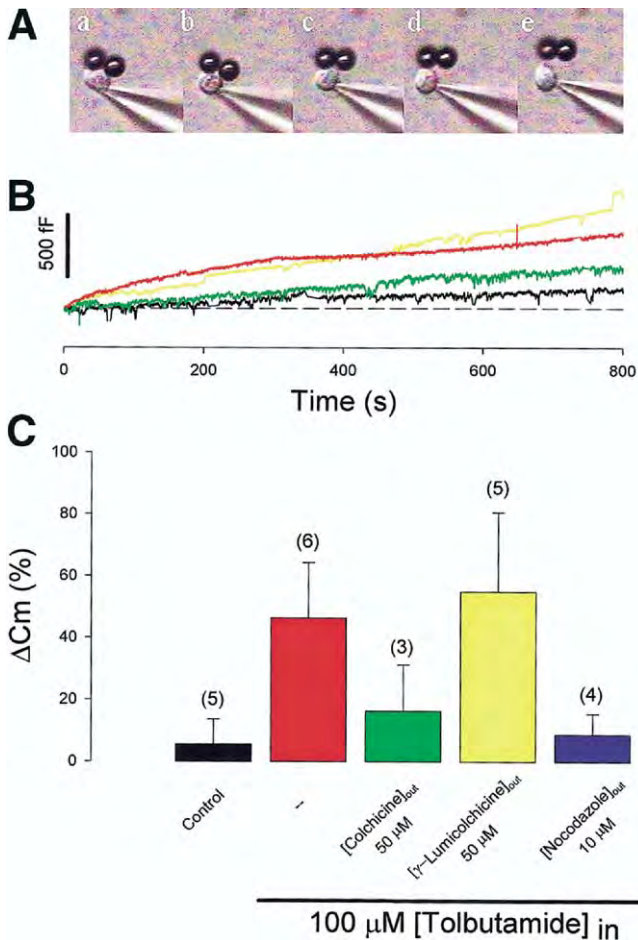 A
a b c d e
B
500 fF
0 200 400 600 800
Time (s)
C
100
80
60
40
20
0
ΔCm (%)
(5)
(6)
(3)
(5)
(4)
Control
--
[Colchicine]out
50 μM
[γ-Lumicolchicine]out
50 μM
[Nocodazole]out
10 μM
100 μM [Tolbutamide] in